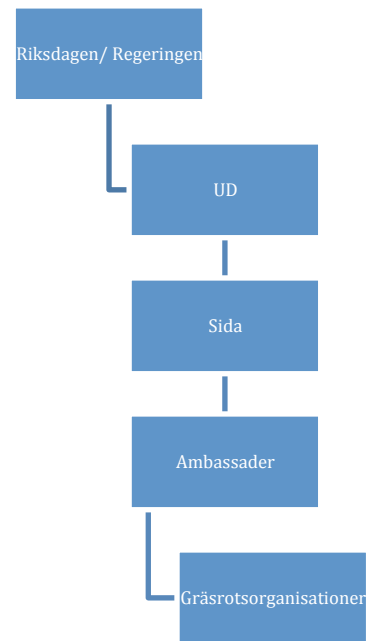 Riksdagen/ Regeringen
UD
Sida
Ambassader
Gräsrotsorganisationer